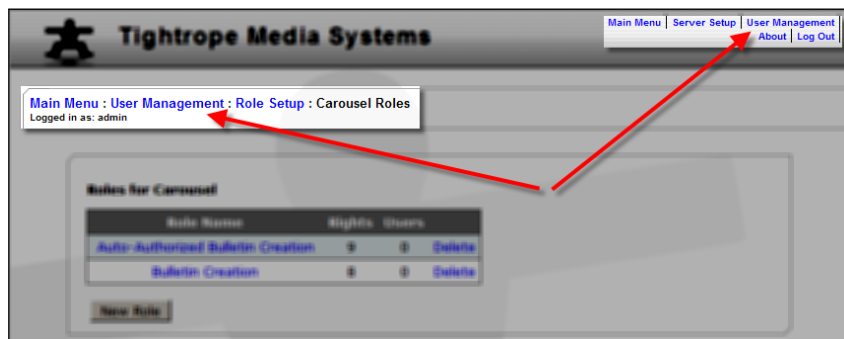 Tightrope Media Systems
Main Menu | Server Setup | User Management
About | Log Out
Main Menu : User Management : Role Setup : Carousel Roles
Logged in as: admin
Roles for Carousel
Role Name Rights Users
Auto-Authorized Bulletin Creation 9 0 Delete
Bulletin Creation 8 0 Delete
New Role